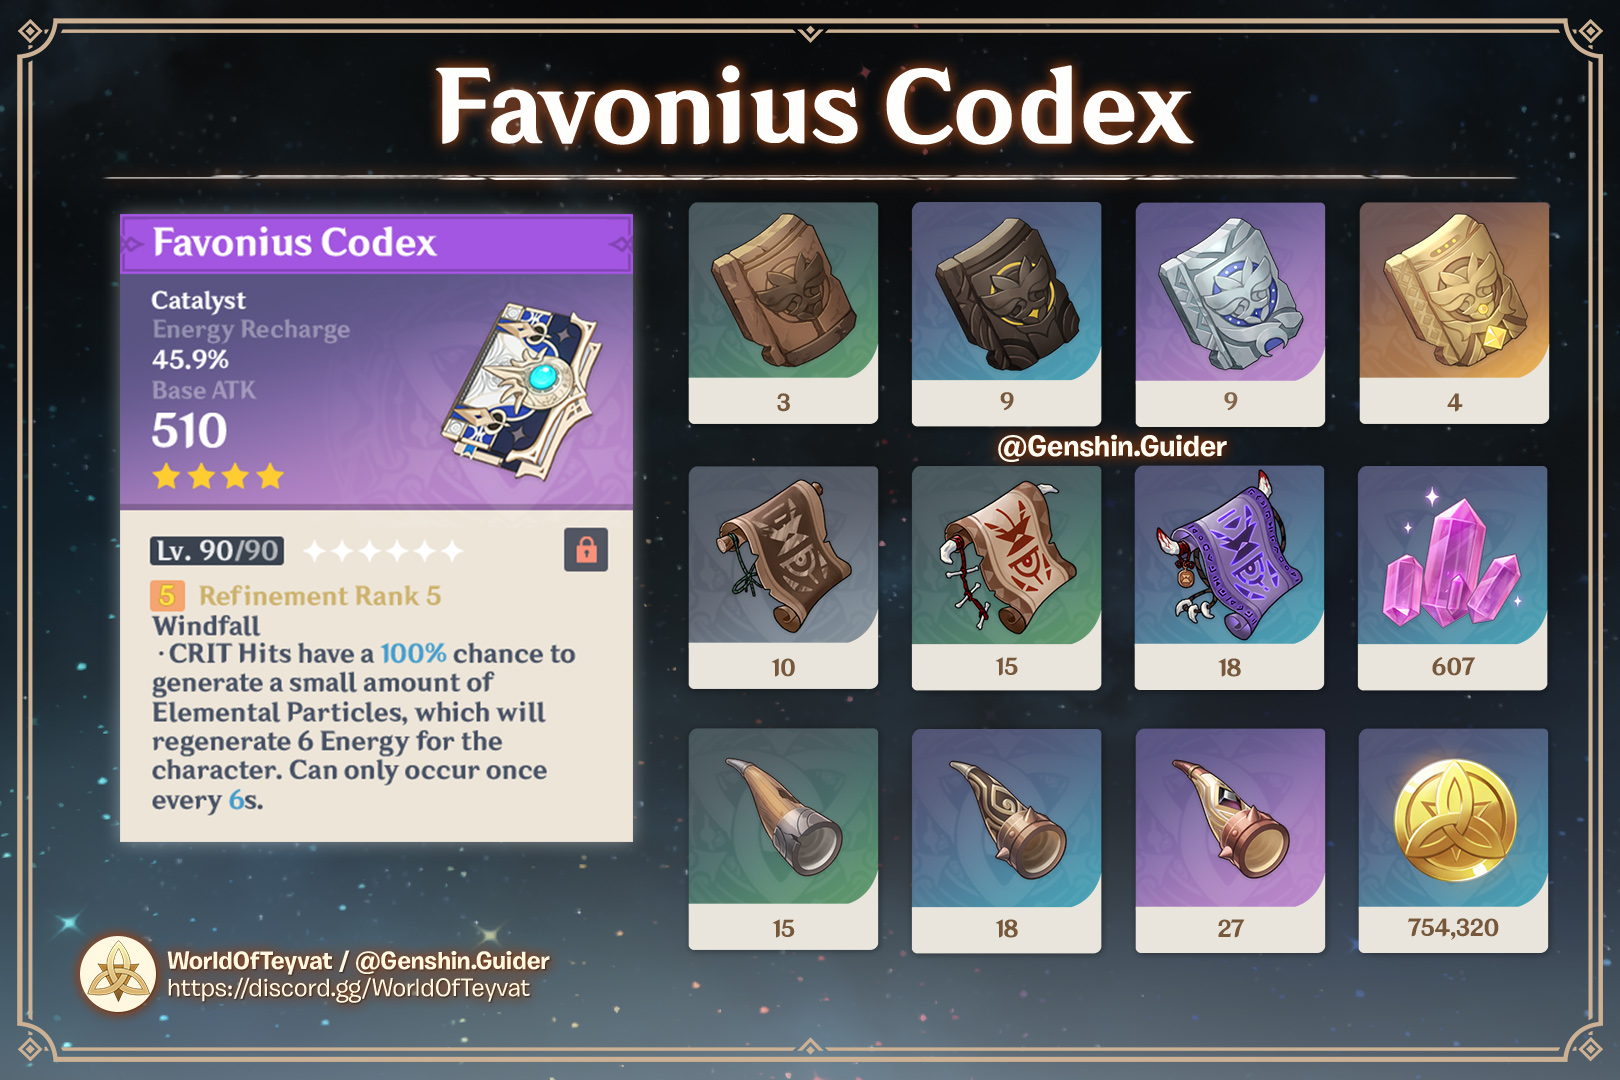 Favonius Codex
Favonius Codex
Catalyst
Energy Recharge
45.9%
Base ATK
510
Lv. 90/90
5 Refinement Rank 5
Windfall
· CRIT Hits have a 100% chance to
generate a small amount of
Elemental Particles, which will
regenerate 6 Energy for the
character. Can only occur once
every 6s.
3
9
9
4
@Genshin.Guider
10
15
18
607
15
18
27
754,320
WorldOfTeyvat / @Genshin.Guider
https://discord.gg/WorldOfTeyvat